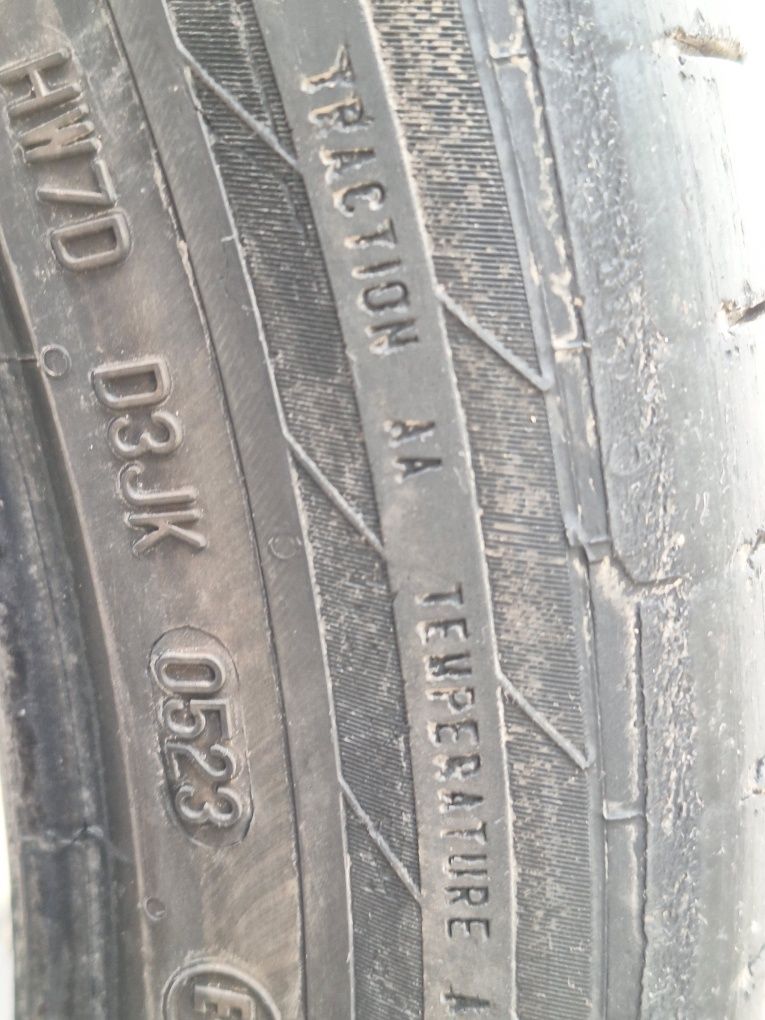 HW7D D3JK 0523 E
TRACTION AA TEMPERATURE A